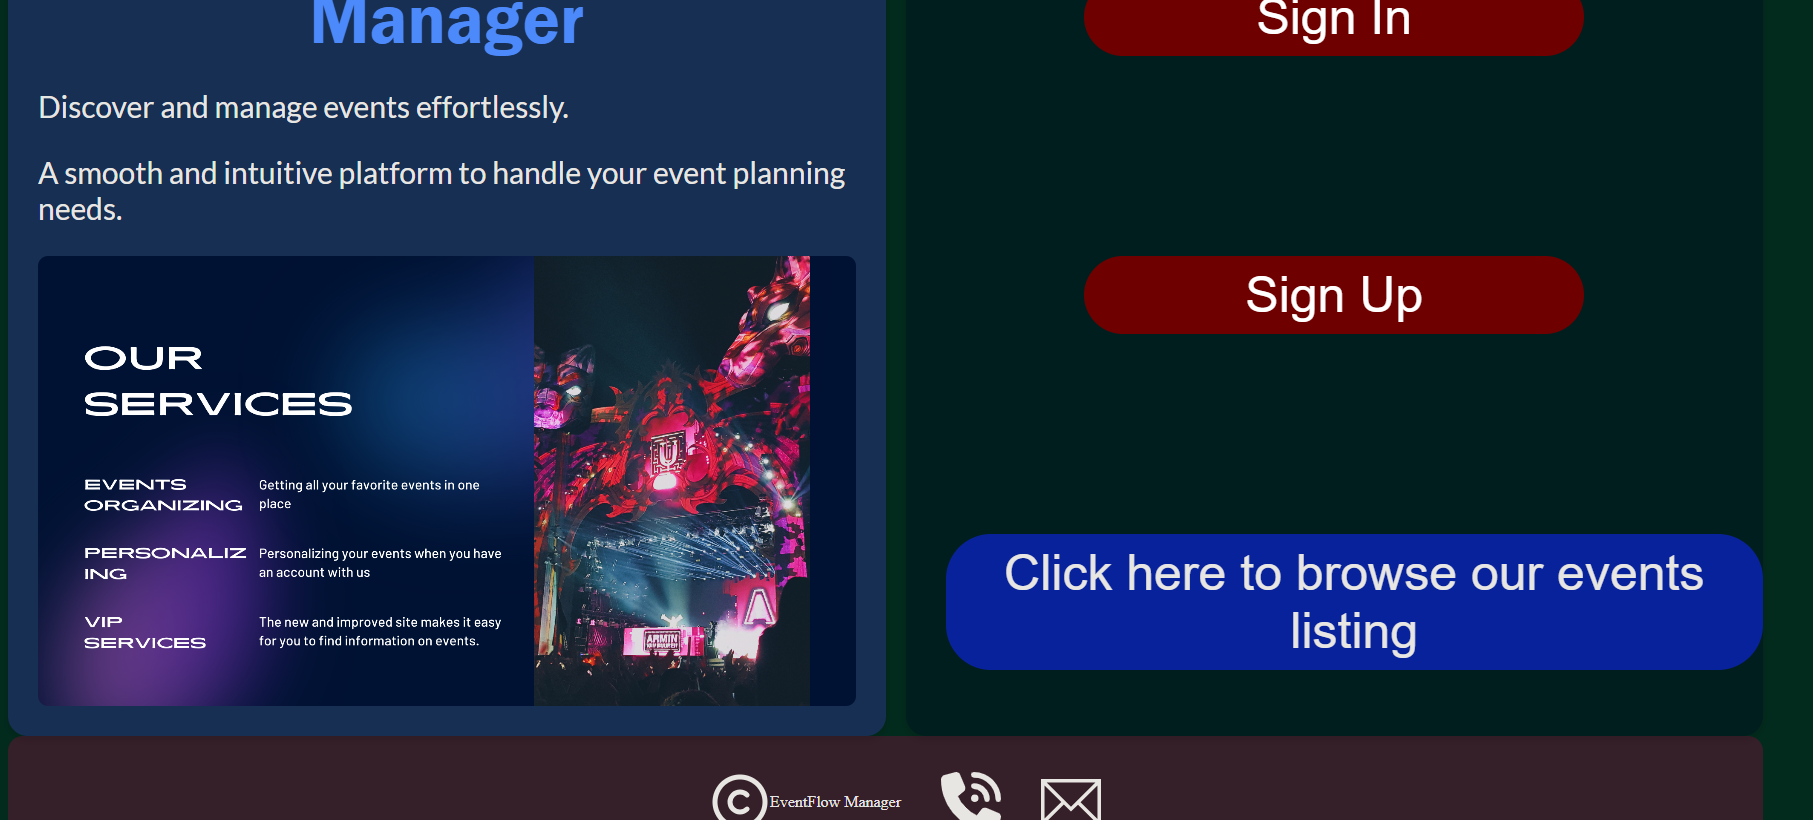 Manager
Discover and manage events effortlessly.
A smooth and intuitive platform to handle your event planning
needs.
OUR
SERVICES
EVENTS
ORGANIZING
Getting all your favorite events in one
place
PERSONALIZ
ING
Personalizing your events when you have
an account with us
VIP
SERVICES
The new and improved site makes it easy
for you to find information on events.
U
A
ARMIN
Sign In
Sign Up
Click here to browse our events
listing
© EventFlow Manager